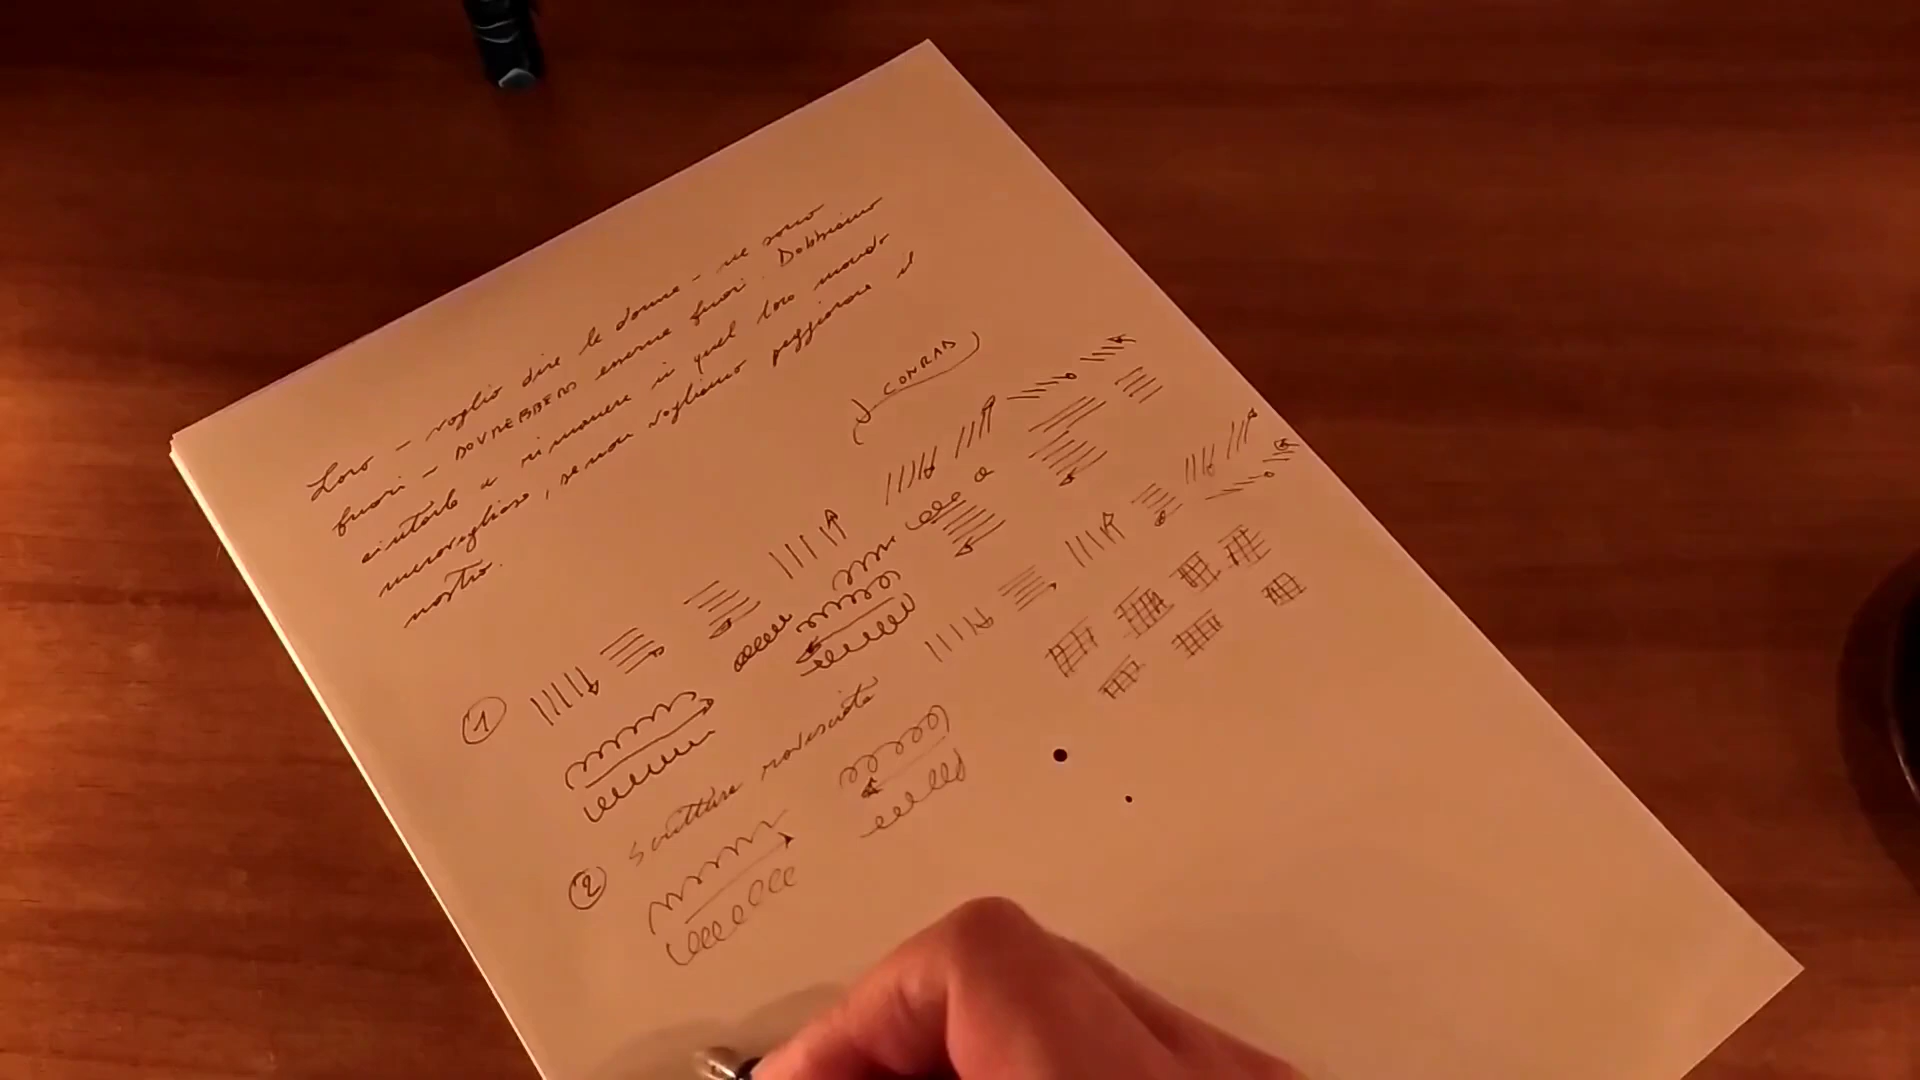 Loro - voglio dire le donne - ne sono
fuori - DOVREBBERO esserne fuori. Dobbiamo
aiutarle a rimanere in quel loro mondo
meraviglioso, se non vogliamo peggiorare il
nostro.
(J. CONRAD)
1
2 Scrittura rovesciata